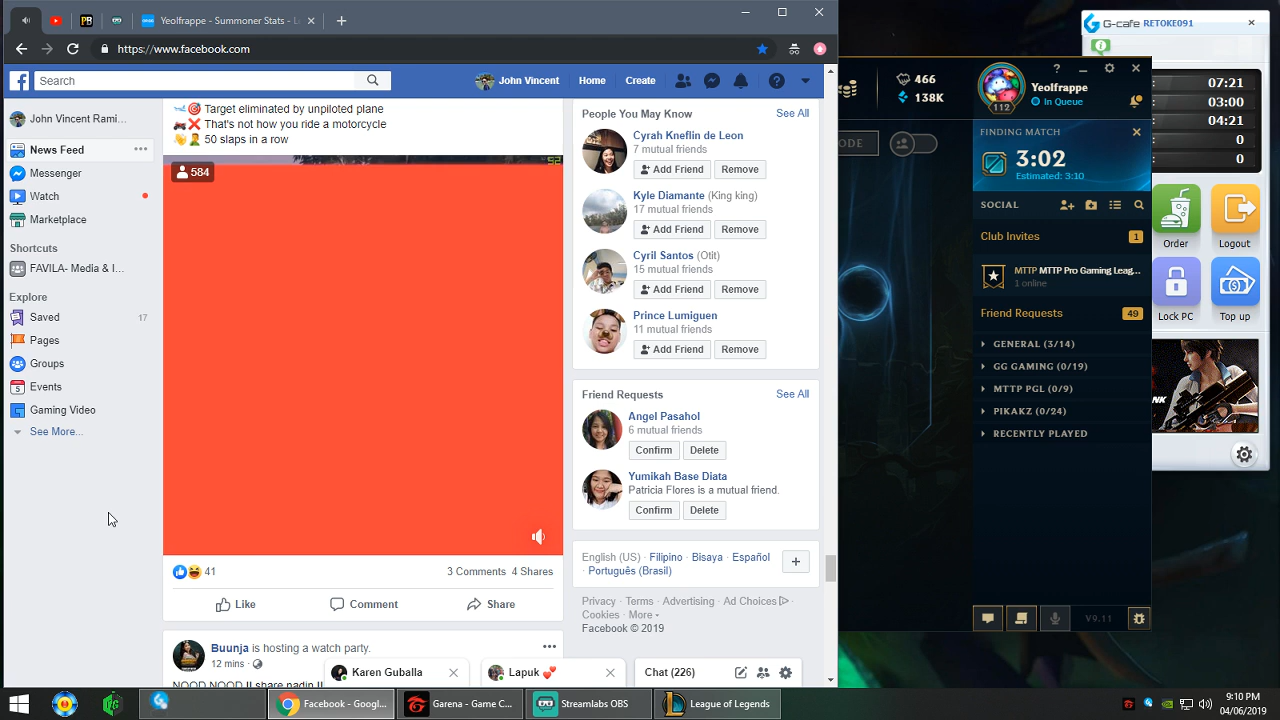 Yeolfrappe - Summoner Stats - L
https://www.facebook.com
Search
John Vincent
Home
Create
John Vincent Rami...
News Feed
Messenger
Watch
Marketplace
Shortcuts
FAVILA- Media & I...
Explore
Saved 17
Pages
Groups
Events
Gaming Video
See More...
Target eliminated by unpiloted plane
That's not how you ride a motorcycle
50 slaps in a row
584
41
3 Comments 4 Shares
Like
Comment
Share
Buunja is hosting a watch party.
12 mins ·
NOOD NOOD !! share nadin !!
People You May Know
See All
Cyrah Kneflin de Leon
7 mutual friends
Add Friend
Remove
Kyle Diamante (King king)
17 mutual friends
Add Friend
Remove
Cyril Santos (Otit)
15 mutual friends
Add Friend
Remove
Prince Lumiguen
11 mutual friends
Add Friend
Remove
Friend Requests
See All
Angel Pasahol
6 mutual friends
Confirm
Delete
Yumikah Base Diata
Patricia Flores is a mutual friend.
Confirm
Delete
English (US) · Filipino · Bisaya · Español
· Português (Brasil)
Privacy · Terms · Advertising · Ad Choices ·
Cookies · More
Facebook © 2019
Karen Guballa
Lapuk
Chat (226)
466
138K
ODE
Yeolfrappe
112
In Queue
FINDING MATCH
3:02
Estimated: 3:10
SOCIAL
Club Invites
1
MTTP MTTP Pro Gaming Leag...
1 online
Friend Requests
49
GENERAL (3/14)
GG GAMING (0/19)
MTTP PGL (0/9)
PIKAKZ (0/24)
RECENTLY PLAYED
V9.11
G-cafe RETOKE091
: 07:21
: 03:00
: 04:21
: 0
: 0
Order
Logout
Lock PC
Top up
Facebook - Googl...
Garena - Game C...
Streamlabs OBS
League of Legends
9:10 PM
04/06/2019